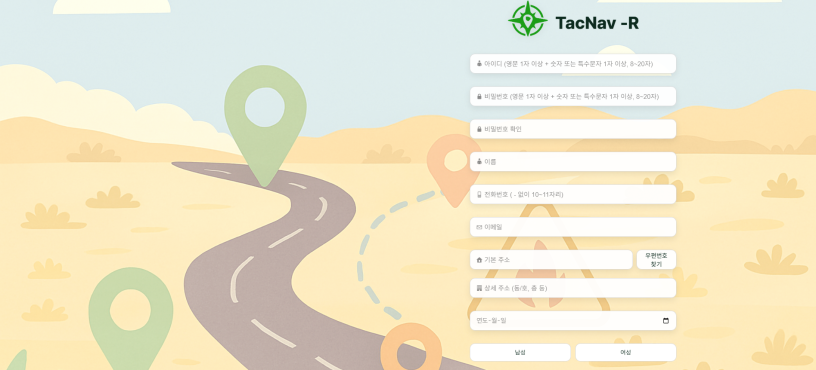 TacNav -R
아이디 (영문 1자 이상 + 숫자 또는 특수문자 1자 이상, 8~20자)
비밀번호 (영문 1자 이상 + 숫자 또는 특수문자 1자 이상, 8~20자)
비밀번호 확인
이름
전화번호 ( - 없이 10~11자리)
이메일
기본 주소
우편번호
찾기
상세 주소 (동/호, 층 등)
연도-월-일
남성
여성